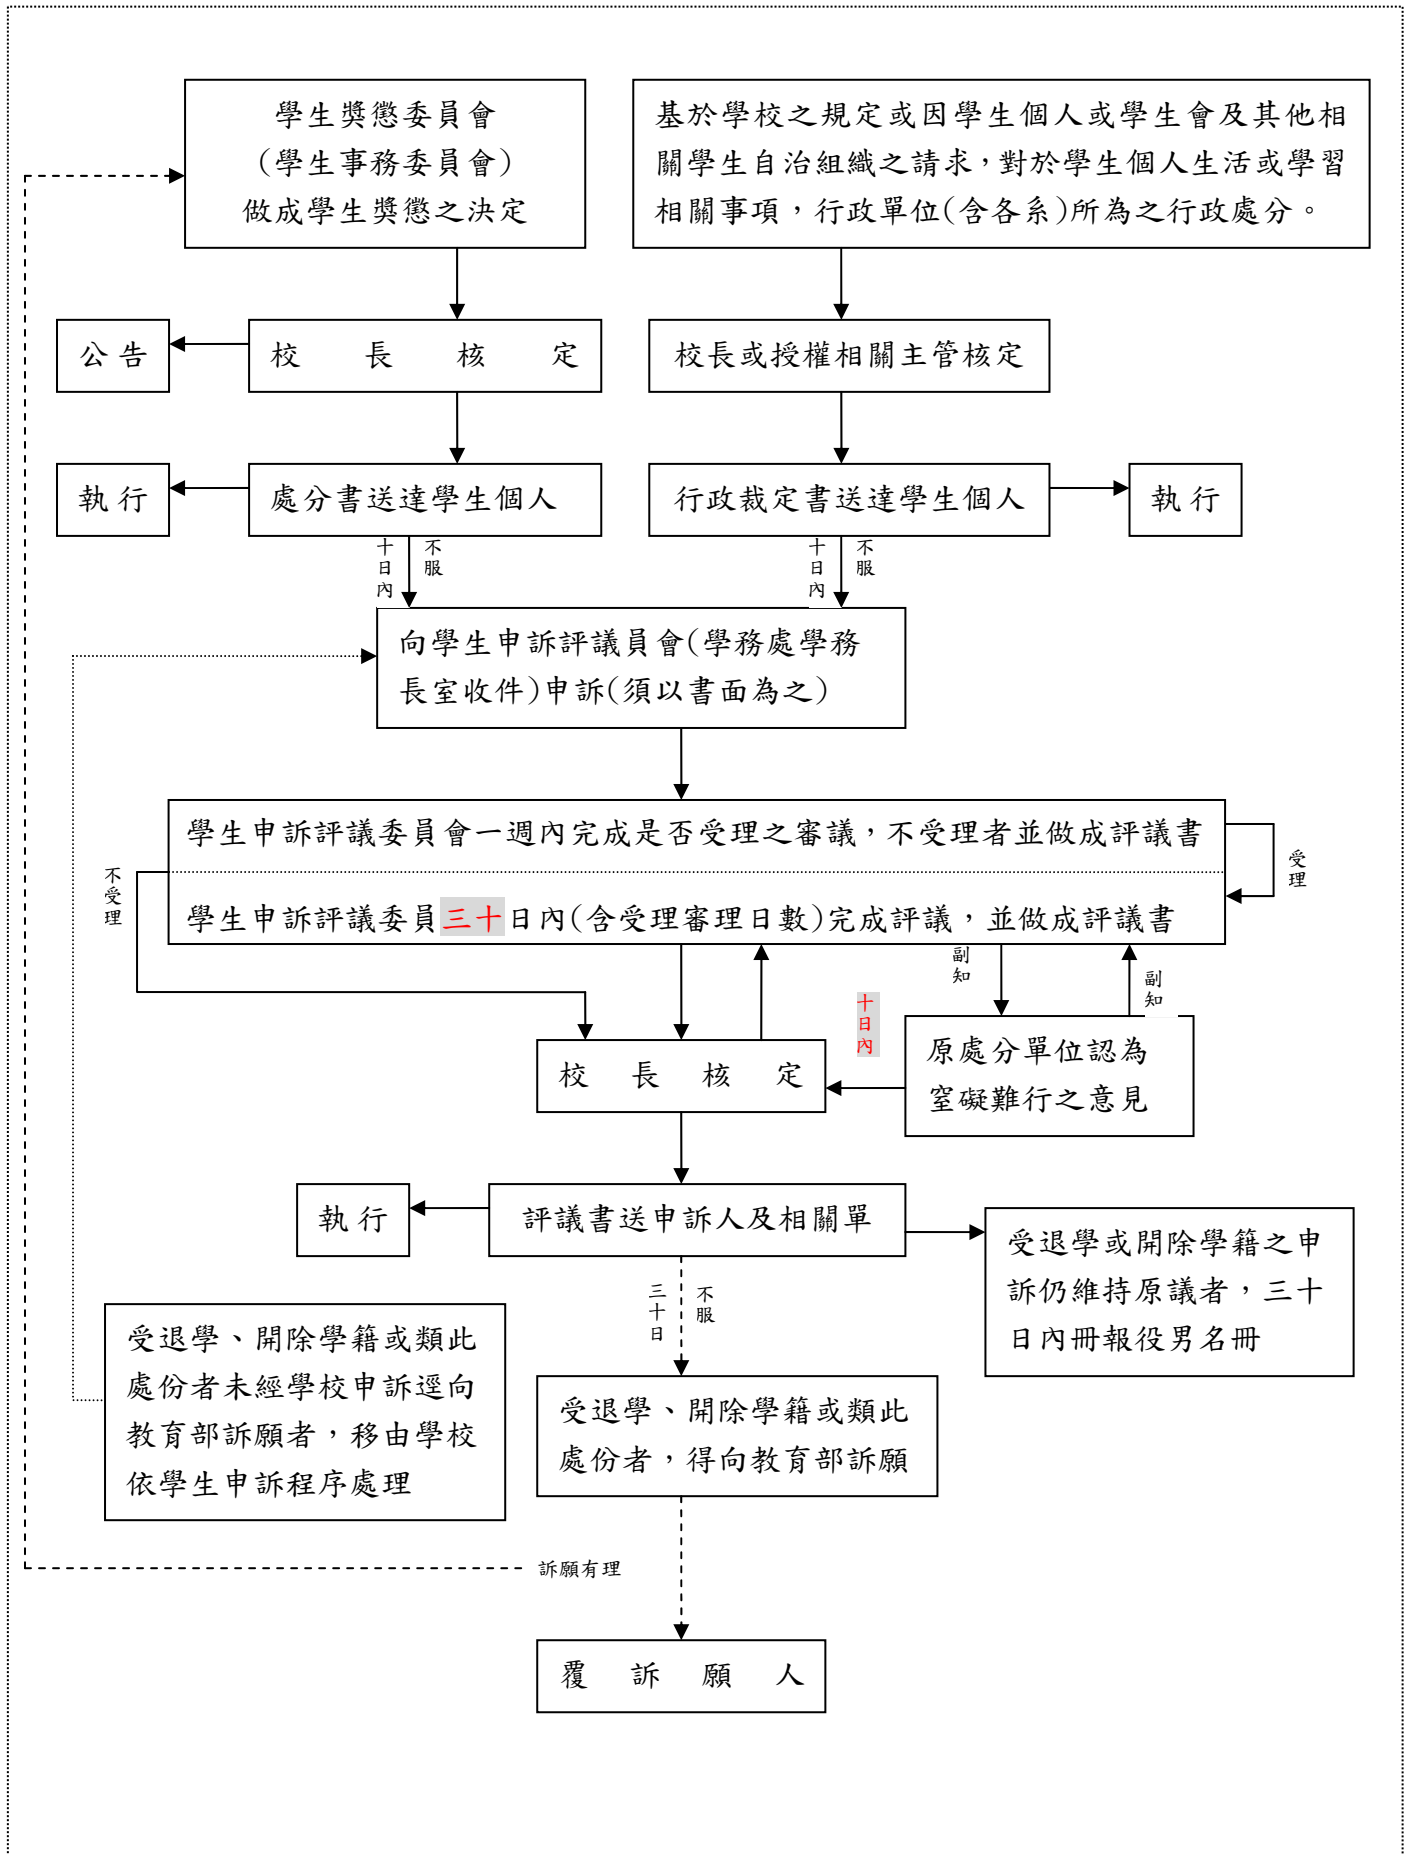 學生獎懲委員會
(學生事務委員會)
做成學生獎懲之決定
基於學校之規定或因學生個人或學生會及其他相
關學生自治組織之請求，對於學生個人生活或學習
相關事項，行政單位(含各系)所為之行政處分。
公告
校長核定
校長或授權相關主管核定
執行
處分書送達學生個人
行政裁定書送達學生個人
執行
十日內
不服
十日內
不服
向學生申訴評議員會(學務處學務
長室收件)申訴(須以書面為之)
學生申訴評議委員會一週內完成是否受理之審議，不受理者並做成評議書
受理
不受理
學生申訴評議委員三十日內(含受理審理日數)完成評議，並做成評議書
副知
副知
十日內
原處分單位認為
窒礙難行之意見
校長核定
執行
評議書送申訴人及相關單
受退學或開除學籍之申
訴仍維持原議者，三十
日內冊報役男名冊
三十日
不服
受退學、開除學籍或類此
處份者未經學校申訴逕向
教育部訴願者，移由學校
依學生申訴程序處理
受退學、開除學籍或類此
處份者，得向教育部訴願
訴願有理
覆訴願人